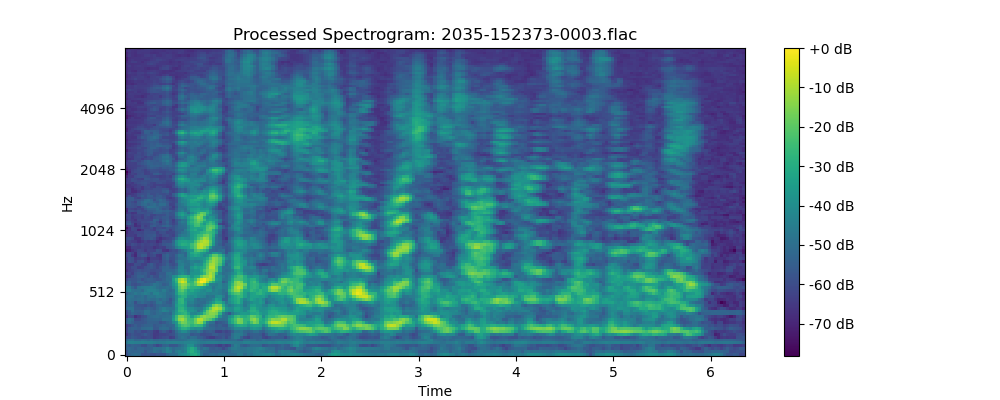 Processed Spectrogram: 2035-152373-0003.flac
Hz
4096
2048
1024
512
0
0 1 2 3 4 5 6
Time
+0 dB
-10 dB
-20 dB
-30 dB
-40 dB
-50 dB
-60 dB
-70 dB